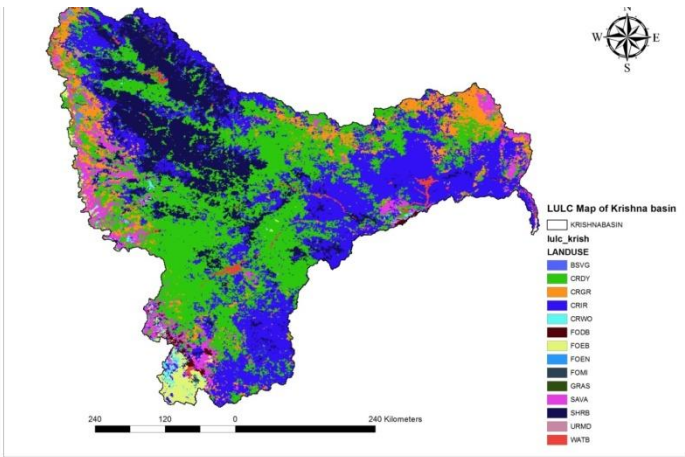 N
W E
S
LULC Map of Krishna basin
KRISHNABASIN
lulc_krish
LANDUSE
BSVG
CRDY
CRGR
CRIR
CRWO
FODB
FOEB
FOEN
FOMI
GRAS
SAVA
SHRB
URMD
WATB
240 120 0 240 Kilometers